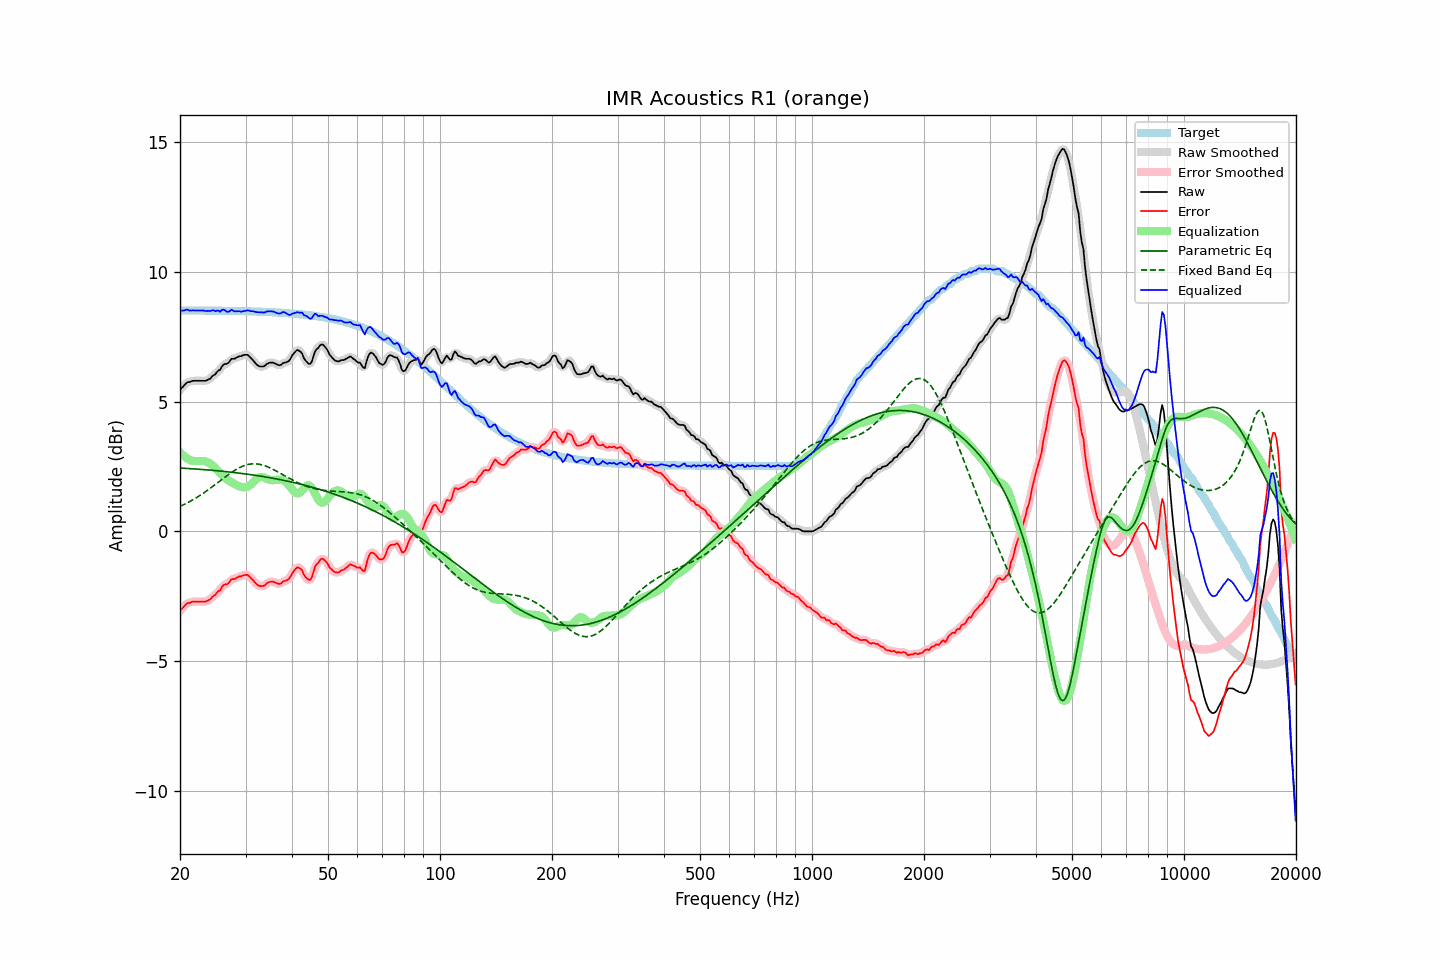 IMR Acoustics R1 (orange)
Amplitude (dBr)
15
10
5
0
−5
−10
Target
Raw Smoothed
Error Smoothed
Raw
Error
Equalization
Parametric Eq
Fixed Band Eq
Equalized
20
50
100
200
500
1000
2000
5000
10000
20000
Frequency (Hz)